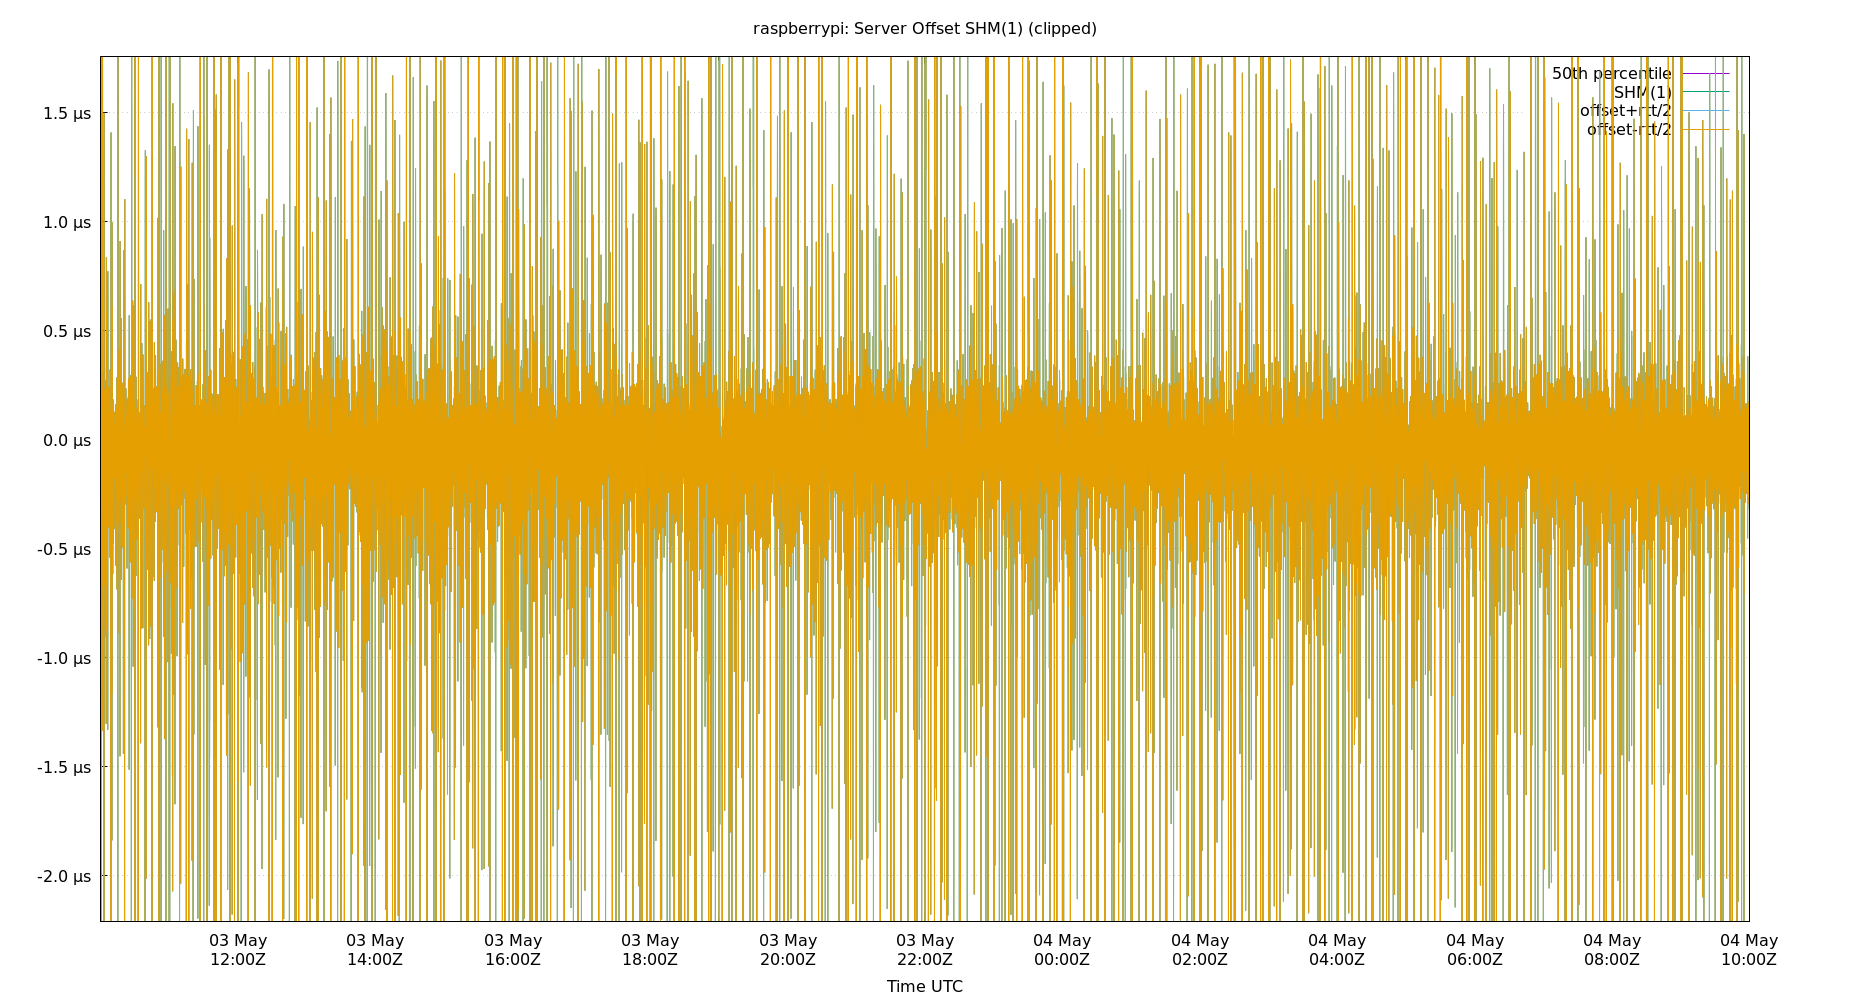 raspberrypi: Server Offset SHM(1) (clipped)
50th percentile
SHM(1)
offset+rtt/2
offset-rtt/2
1.5 µs
1.0 µs
0.5 µs
0.0 µs
-0.5 µs
-1.0 µs
-1.5 µs
-2.0 µs
03 May 03 May 03 May 03 May 03 May 03 May 04 May 04 May 04 May 04 May 04 May 04 May
12:00Z 14:00Z 16:00Z 18:00Z 20:00Z 22:00Z 00:00Z 02:00Z 04:00Z 06:00Z 08:00Z 10:00Z
Time UTC